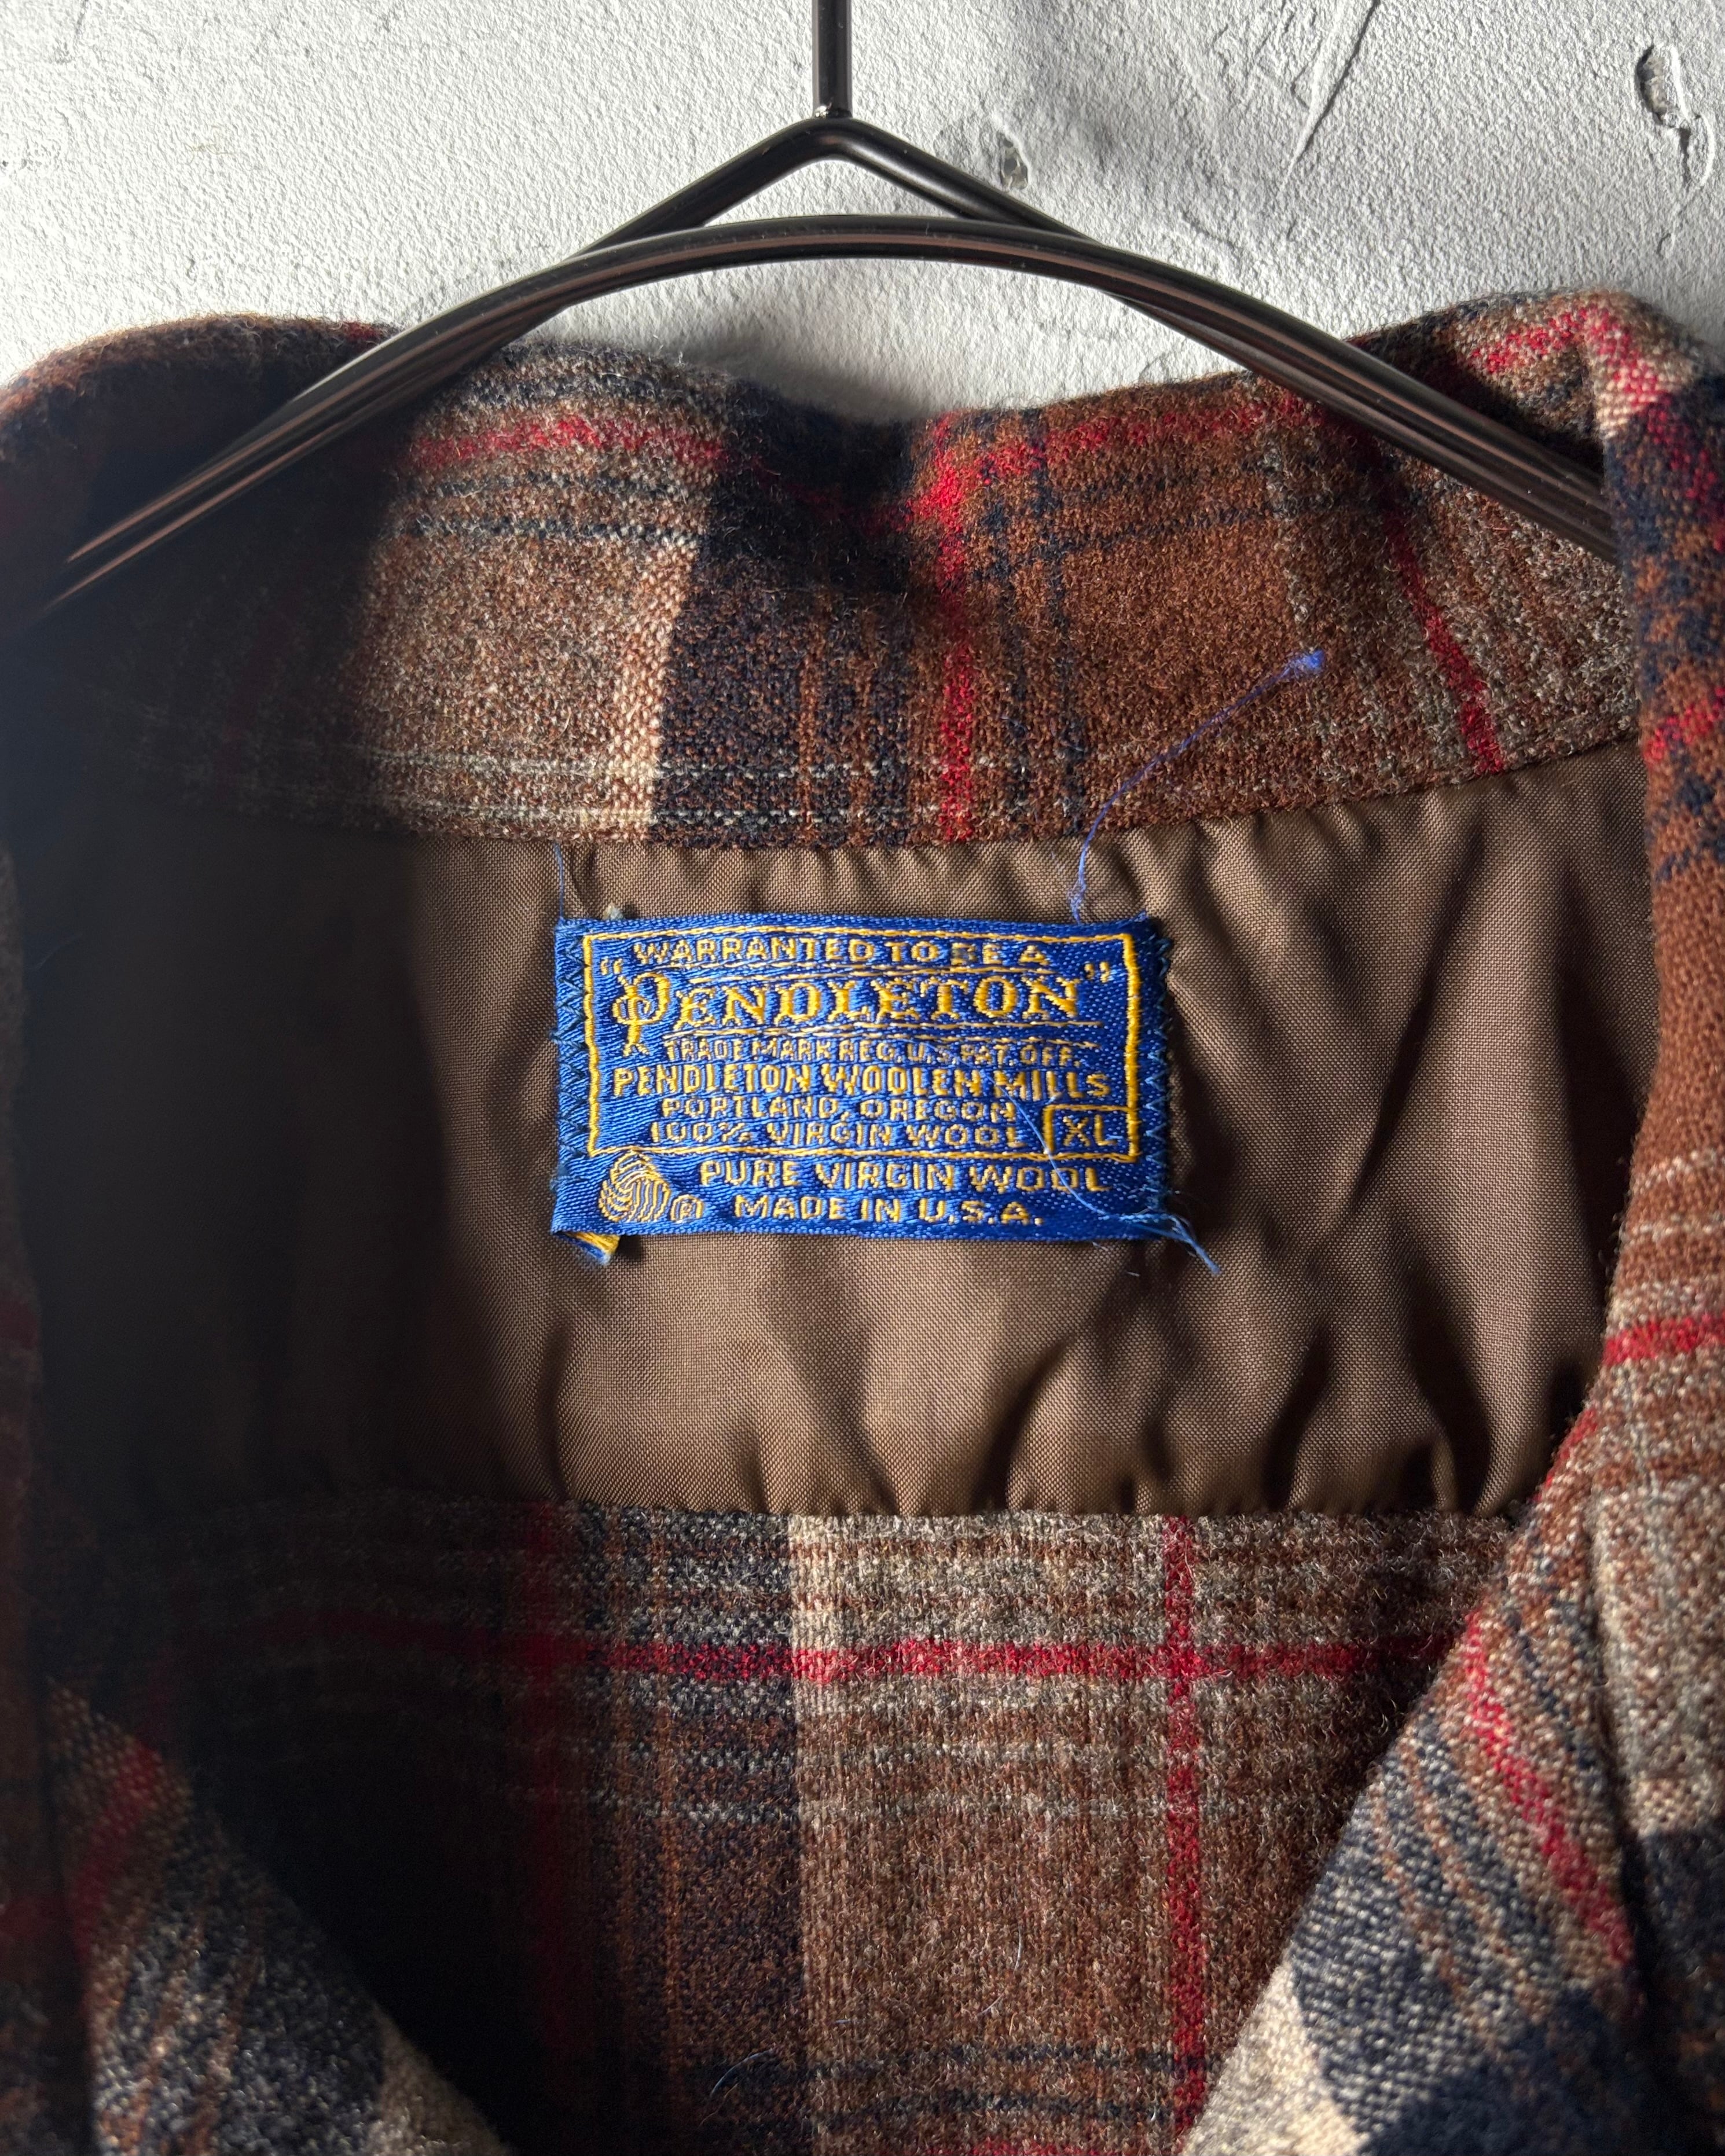 WARRANTED TO BE A
"PENDLETON"
TRADE MARK REG. U.S. PAT. OFF.
PENDLETON WOOLEN MILLS
PORTLAND, OREGON
100% VIRGIN WOOL XL
PURE VIRGIN WOOL
® MADE IN U.S.A.